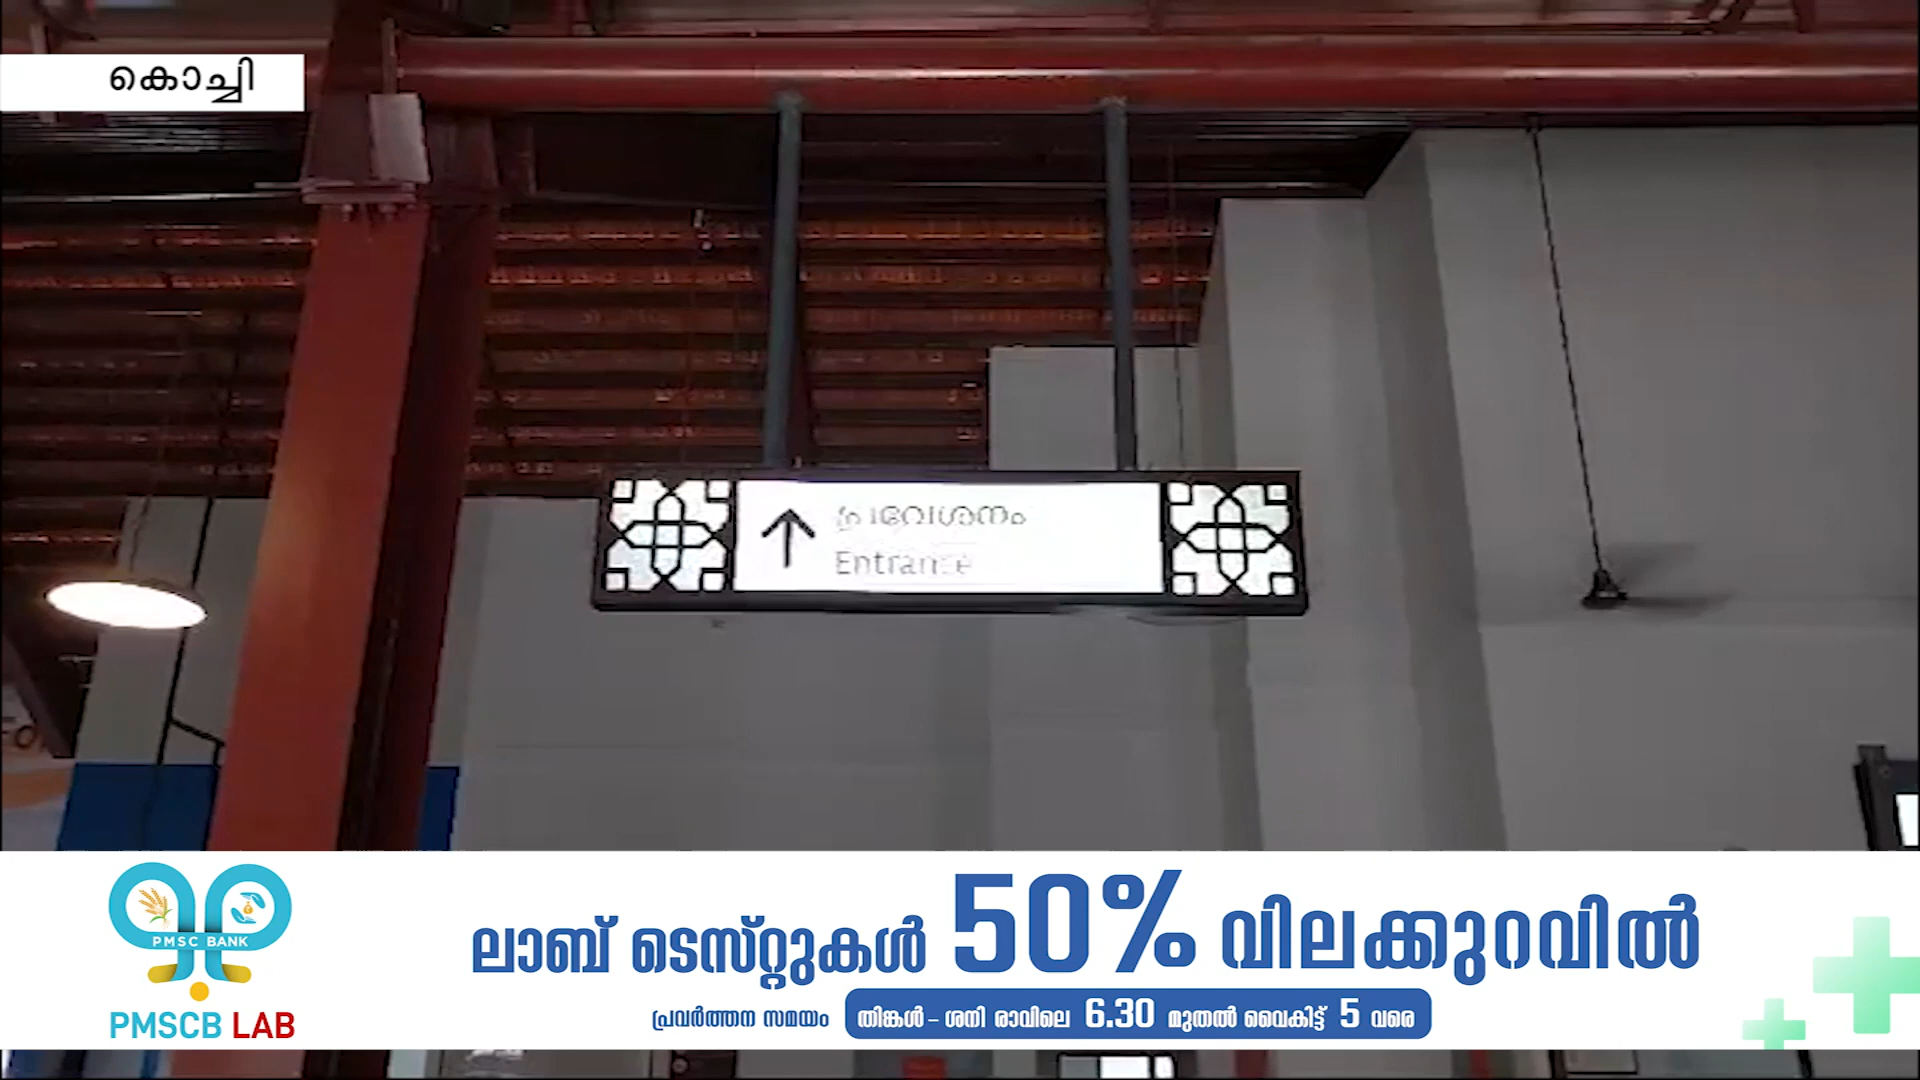 കൊച്ചി
പ്രവേശനം
Entrance
PMSC BANK
PMSCB LAB
ലാബ് ടെസ്റ്റുകൾ 50% വിലക്കുറവിൽ
പ്രവർത്തന സമയം തിങ്കൾ - ശനി രാവിലെ 6.30 മുതൽ വൈകിട്ട് 5 വരെ